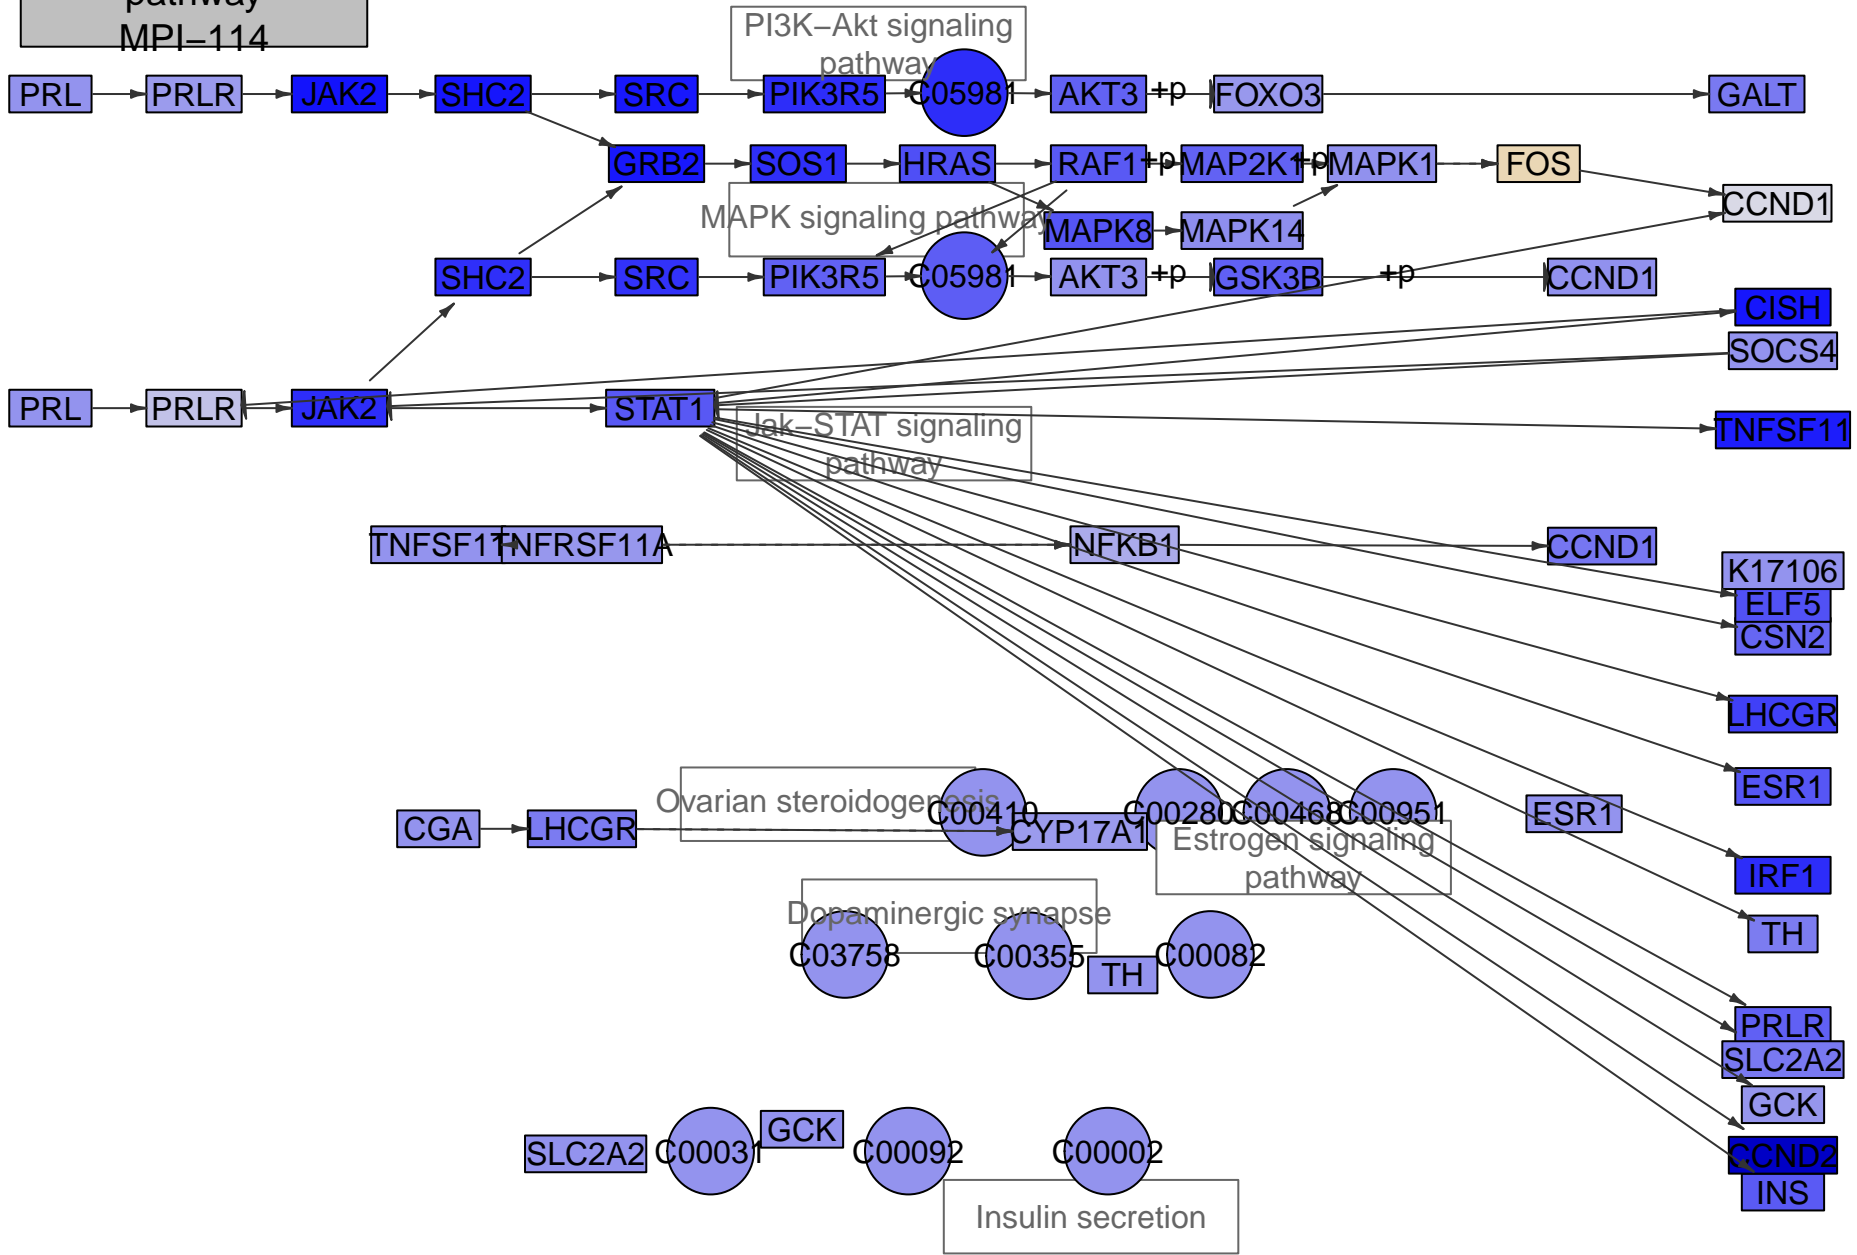 pathway
MPI–114
PI3K–Akt signaling
pathway
PRL
PRLR
JAK2
SHC2
SRC
PIK3R5
C05981
AKT3
+p
FOXO3
GALT
GRB2
SOS1
HRAS
RAF1
+p
MAP2K1
+p
MAPK1
FOS
CCND1
MAPK signaling pathway
MAPK8
MAPK14
SHC2
SRC
PIK3R5
C05981
AKT3
+p
GSK3B
+p
CCND1
CISH
SOCS4
PRL
PRLR
JAK2
STAT1
Jak–STAT signaling
pathway
TNFSF11
TNFSF11
TNFRSF11A
NFKB1
CCND1
K17106
ELF5
CSN2
LHCGR
ESR1
CGA
LHCGR
Ovarian steroidogenesis
C00410
CYP17A1
C00280
C00468
C00951
ESR1
Estrogen signaling
pathway
IRF1
Dopaminergic synapse
TH
C03758
C00355
TH
C00082
PRLR
SLC2A2
GCK
SLC2A2
C00031
GCK
C00092
C00002
CCND2
INS
Insulin secretion